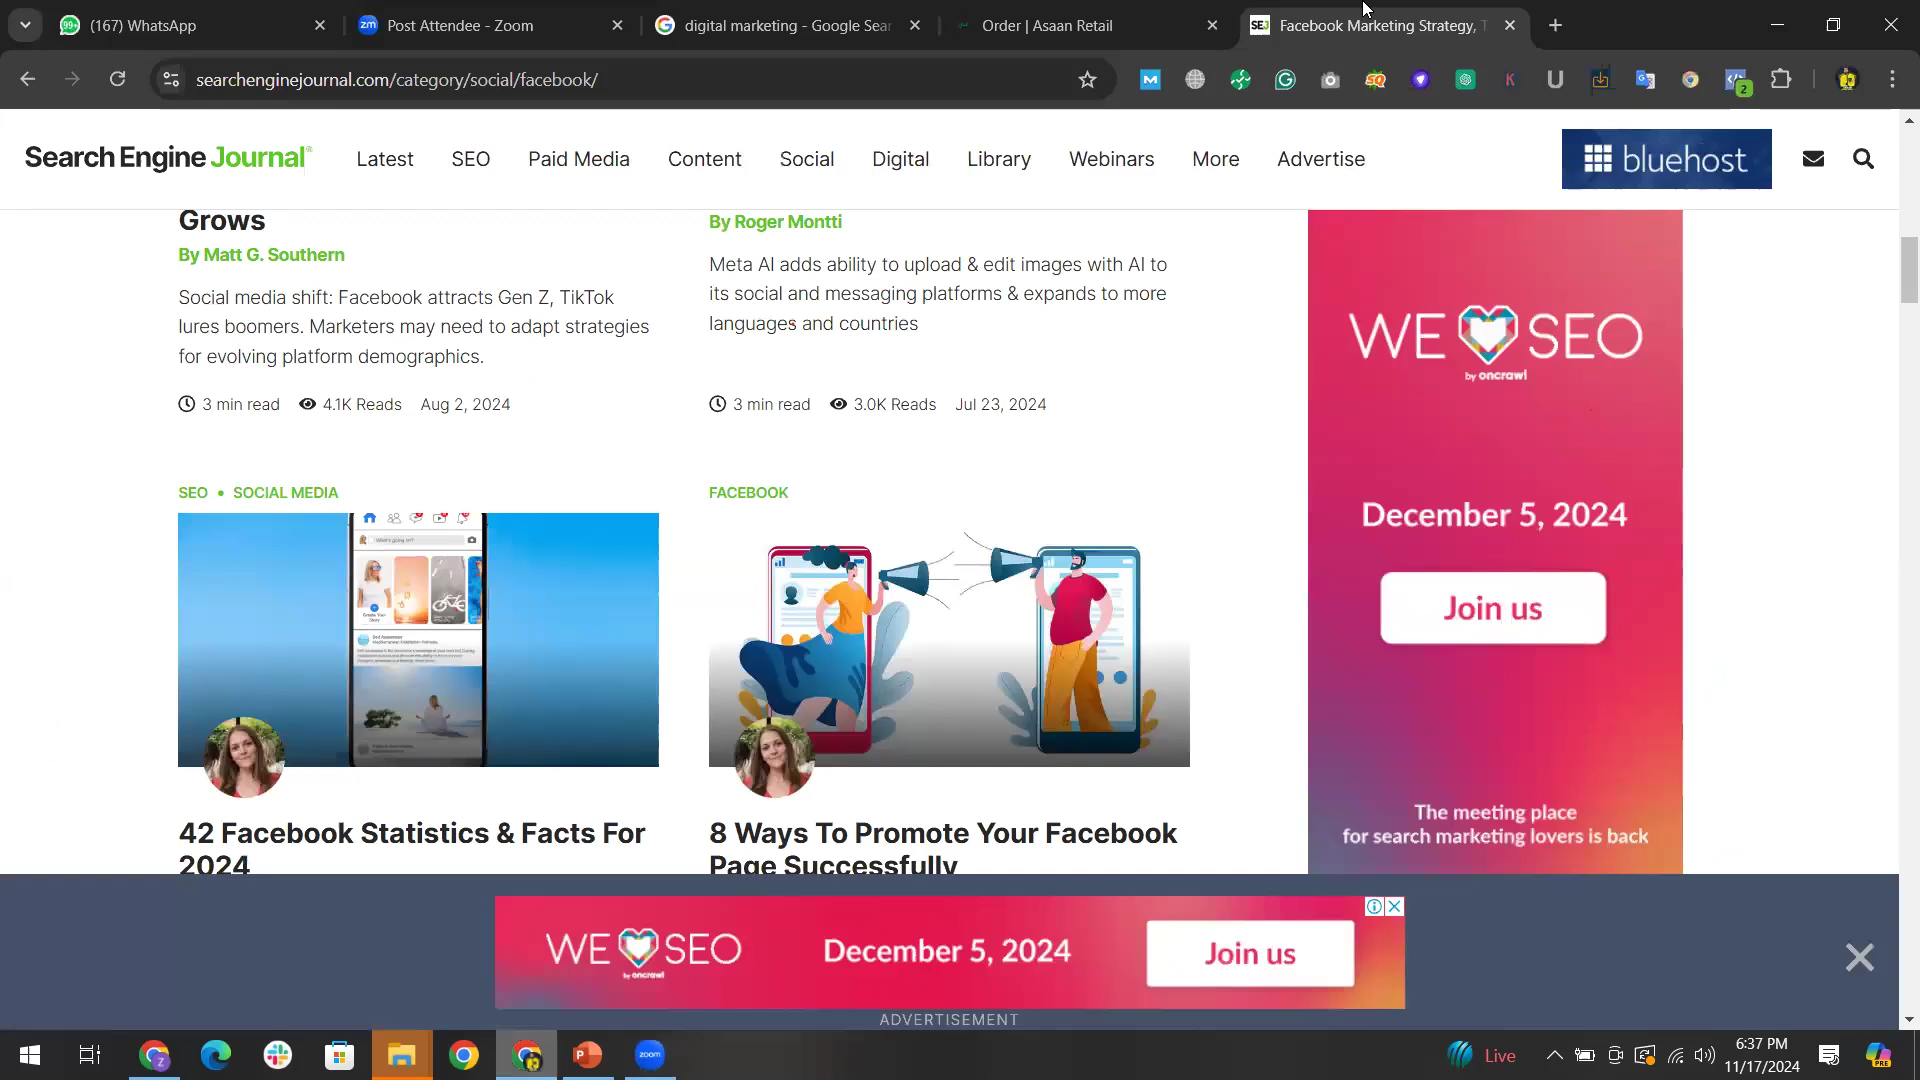 (167) WhatsApp
Post Attendee - Zoom
digital marketing - Google Sear
Order | Asaan Retail
Facebook Marketing Strategy, T
searchenginejournal.com/category/social/facebook/
2
Search Engine Journal
Latest
SEO
Paid Media
Content
Social
Digital
Library
Webinars
More
Advertise
bluehost
Grows
By Matt G. Southern
Social media shift: Facebook attracts Gen Z, TikTok
lures boomers. Marketers may need to adapt strategies
for evolving platform demographics.
3 min read 4.1K Reads Aug 2, 2024
By Roger Montti
Meta AI adds ability to upload & edit images with AI to
its social and messaging platforms & expands to more
languages and countries
3 min read 3.0K Reads Jul 23, 2024
SEO • SOCIAL MEDIA
42 Facebook Statistics & Facts For
2024
FACEBOOK
8 Ways To Promote Your Facebook
Page Successfully
WE SEO
by oncrawl
December 5, 2024
Join us
The meeting place
for search marketing lovers is back
WE SEO
by oncrawl
December 5, 2024
Join us
ADVERTISEMENT
zoom
Live
6:37 PM
11/17/2024